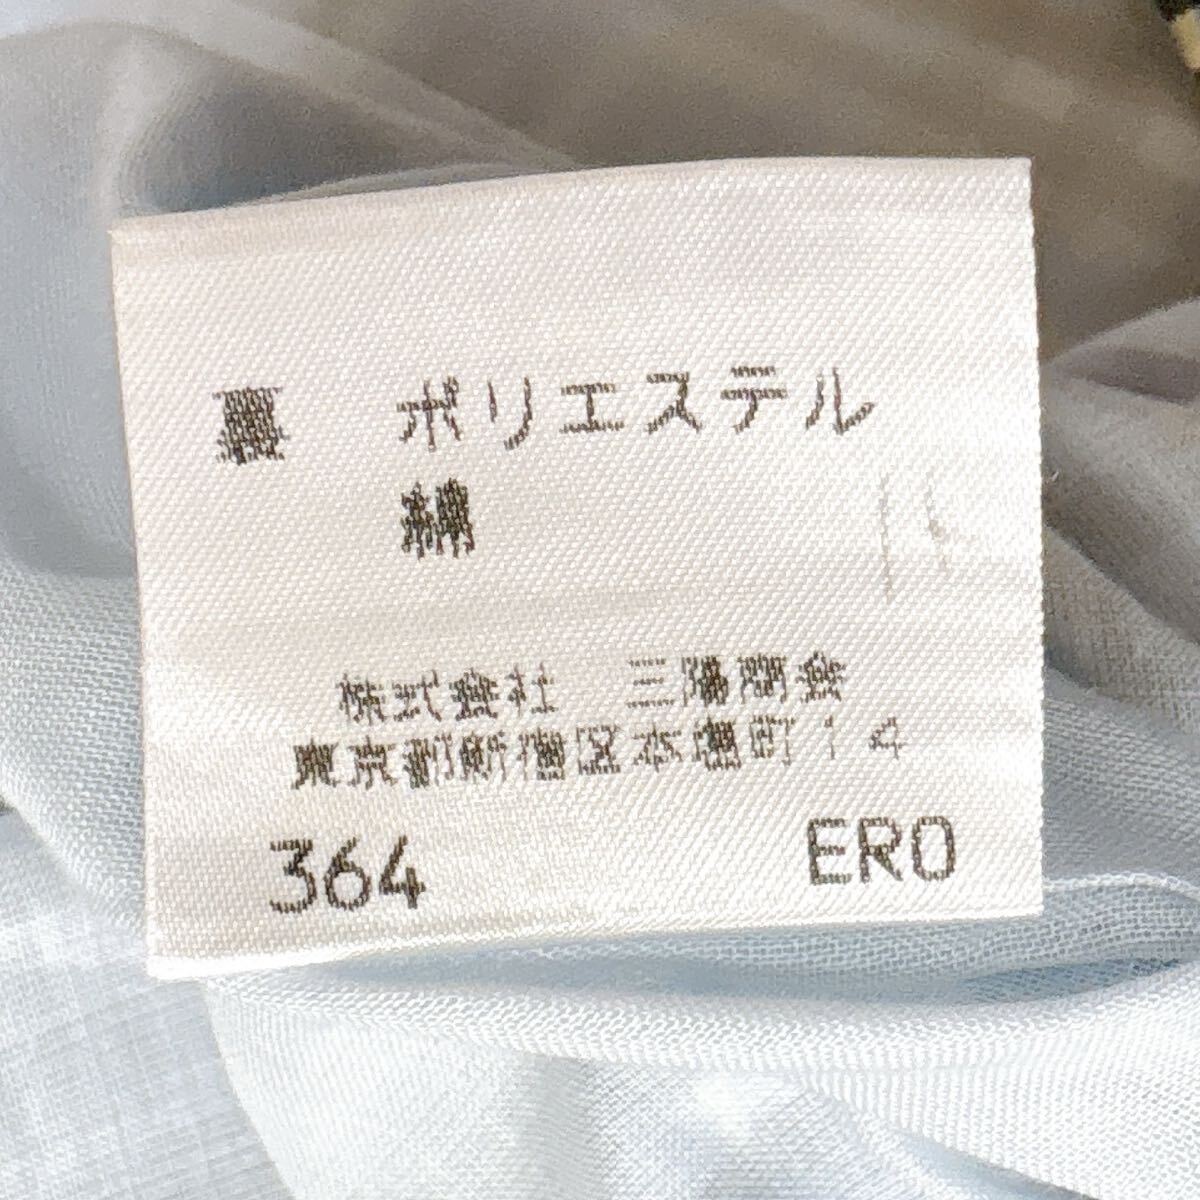 裏 ポリエステル
綿
株式会社 三陽商会
東京都新宿区本塩町14
364 ERO